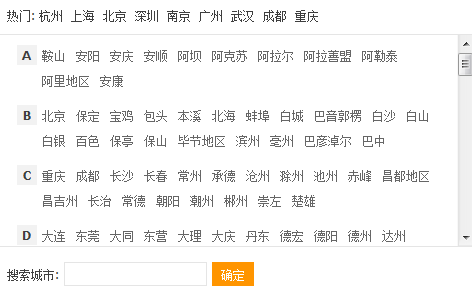 热门: 杭州 上海 北京 深圳 南京 广州 武汉 成都 重庆
A 鞍山 安阳 安庆 安顺 阿坝 阿克苏 阿拉尔 阿拉善盟 阿勒泰
阿里地区 安康
B 北京 保定 宝鸡 包头 本溪 北海 蚌埠 白城 巴音郭楞 白沙 白山
白银 百色 保亭 保山 毕节地区 滨州 亳州 巴彦淖尔 巴中
C 重庆 成都 长沙 长春 常州 承德 沧州 滁州 池州 赤峰 昌都地区
昌吉州 长治 常德 朝阳 潮州 郴州 崇左 楚雄
D 大连 东莞 大同 东营 大理 大庆 丹东 德宏 德阳 德州 达州
搜索城市: 确定